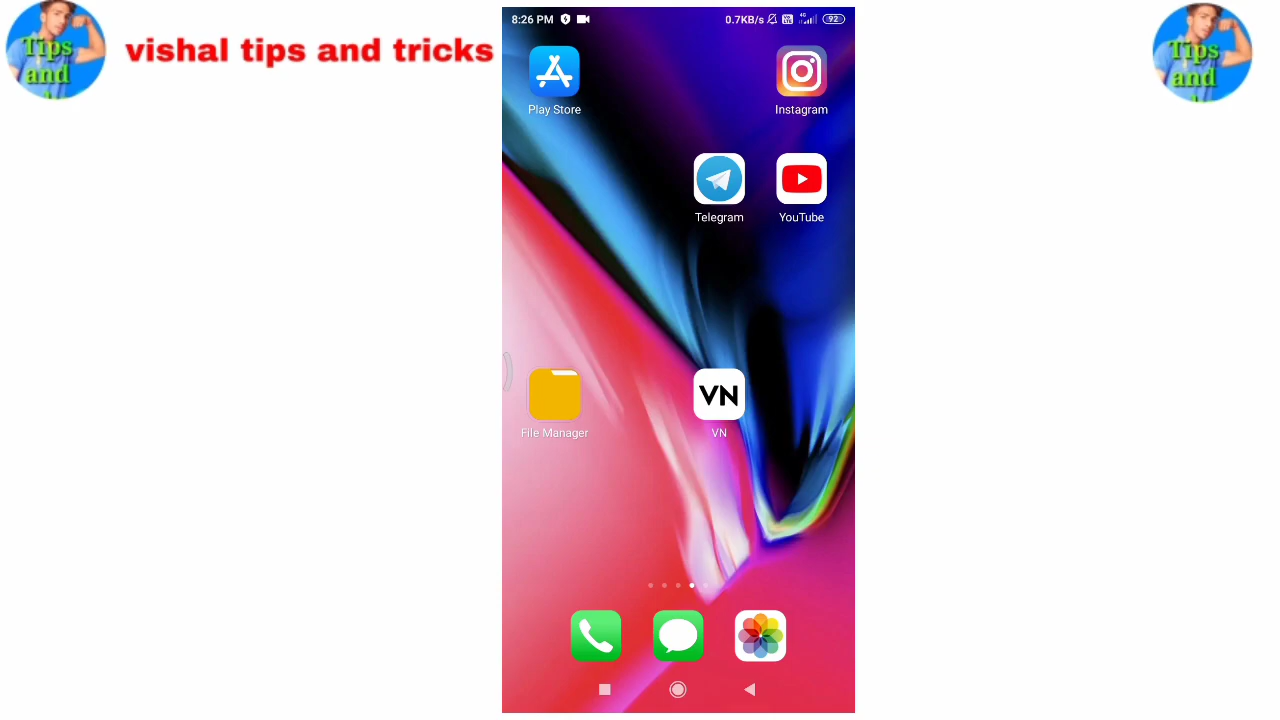 Tips
and
vishal tips and tricks
Tips
and
8:26 PM
0.7KB/s
4G
92
Play Store
Instagram
Telegram
YouTube
File Manager
VN
VN